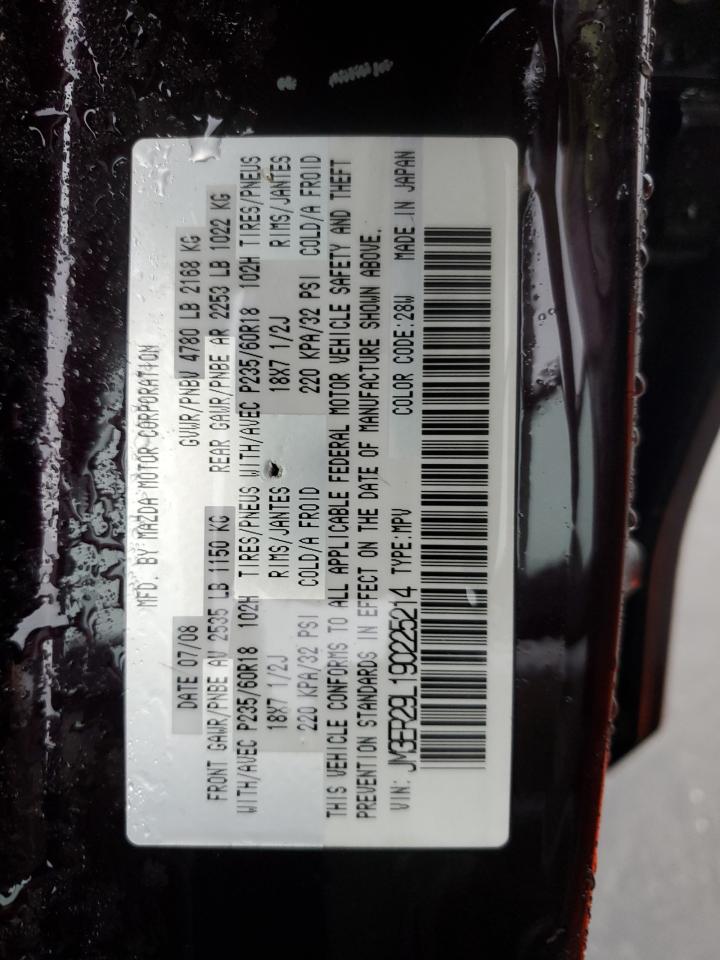 MFD. BY MAZDA MOTOR CORPORATION
DATE 07/08 GVWR/PNBV 4780 LB 2168 KG
FRONT GAWR/PNBE AV 2535 LB 1150 KG REAR GAWR/PNBE AR 2253 LB 1022 KG
WITH/AVEC P235/60R18 102H TIRES/PNEUS WITH/AVEC P235/60R18 102H TIRES/PNEUS
18X7 1/2J RIMS/JANTES 18X7 1/2J RIMS/JANTES
220 KPA/32 PSI COLD/A FROID 220 KPA/32 PSI COLD/A FROID
THIS VEHICLE CONFORMS TO ALL APPLICABLE FEDERAL MOTOR VEHICLE SAFETY AND THEFT
PREVENTION STANDARDS IN EFFECT ON THE DATE OF MANUFACTURE SHOWN ABOVE.
VIN: JM3ER29L190225214 TYPE:MPV COLOR CODE:28W MADE IN JAPAN